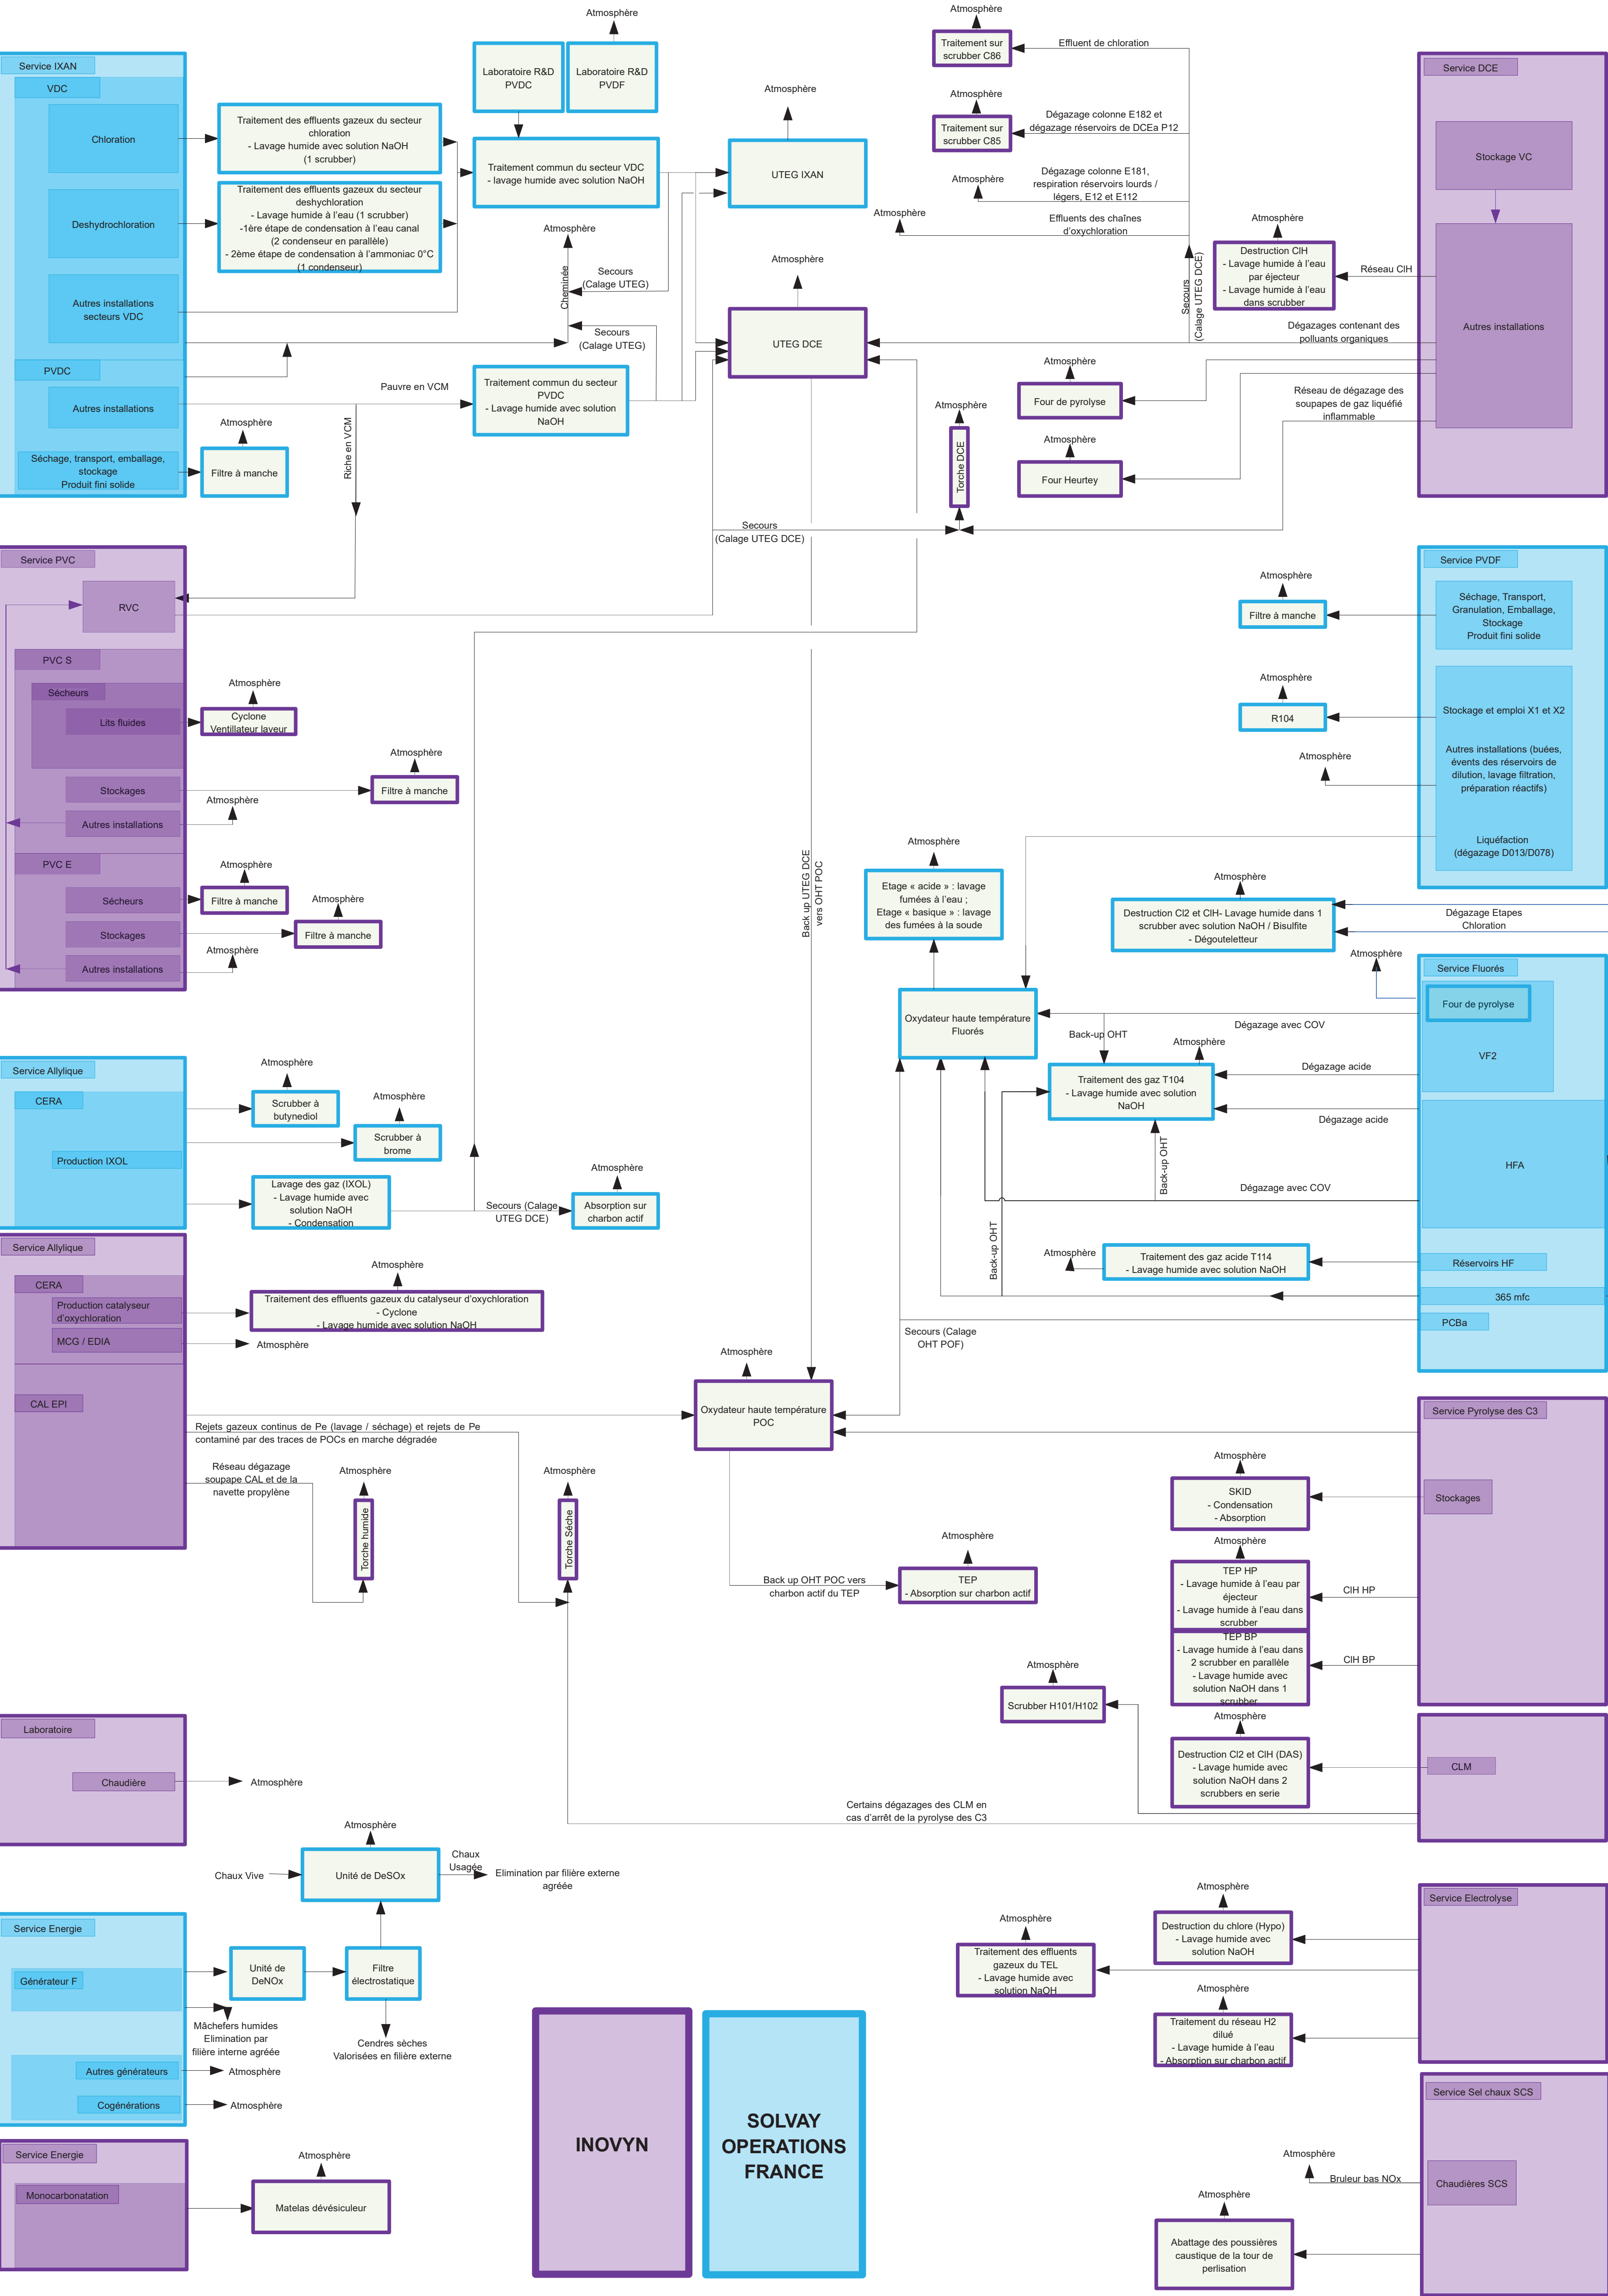 Atmosphère
Laboratoire R&D
PVDC
Laboratoire R&D
PVDF
Service IXAN
VDC
Chloration
Traitement des effluents gazeux du secteur
chloration
- Lavage humide avec solution NaOH
(1 scrubber)
Deshydrochloration
Traitement des effluents gazeux du secteur
deshychloration
- Lavage humide à l’eau (1 scrubber)
-1ère étape de condensation à l’eau canal
(2 condenseur en parallèle)
- 2ème étape de condensation à l’ammoniac 0°C
(1 condenseur)
Autres installations
secteurs VDC
Traitement commun du secteur VDC
- lavage humide avec solution NaOH
Atmosphère
UTEG IXAN
Atmosphère
Cheminée
Secours
(Calage UTEG)
Secours
(Calage UTEG)
Atmosphère
UTEG DCE
PVDC
Autres installations
Pauvre en VCM
Riche en VCM
Traitement commun du secteur
PVDC
- Lavage humide avec solution
NaOH
Séchage, transport, emballage,
stockage
Produit fini solide
Atmosphère
Filtre à manche
Atmosphère
Traitement sur
scrubber C86
Effluent de chloration
Atmosphère
Traitement sur
scrubber C85
Dégazage colonne E182 et
dégazage réservoirs de DCEa P12
Atmosphère
Dégazage colonne E181,
respiration réservoirs lourds /
légers, E12 et E112
Atmosphère
Effluents des chaînes
d’oxychloration
Secours
(Calage UTEG DCE)
Atmosphère
Destruction ClH
- Lavage humide à l’eau
par éjecteur
- Lavage humide à l’eau
dans scrubber
Réseau ClH
Service DCE
Stockage VC
Autres installations
Dégazages contenant des
polluants organiques
Atmosphère
Four de pyrolyse
Réseau de dégazage des
soupapes de gaz liquéfié
inflammable
Atmosphère
Torche DCE
Atmosphère
Four Heurtey
Secours
(Calage UTEG DCE)
Service PVC
RVC
PVC S
Sécheurs
Lits fluides
Atmosphère
Cyclone
Ventillateur laveur
Stockages
Atmosphère
Filtre à manche
Autres installations
Atmosphère
PVC E
Sécheurs
Atmosphère
Filtre à manche
Stockages
Atmosphère
Filtre à manche
Autres installations
Atmosphère
Back up UTEG DCE
vers OHT POC
Service PVDF
Séchage, Transport,
Granulation, Emballage,
Stockage
Produit fini solide
Atmosphère
Filtre à manche
Stockage et emploi X1 et X2
Atmosphère
R104
Autres installations (buées,
évents des réservoirs de
dilution, lavage filtration,
préparation réactifs)
Atmosphère
Liquéfaction
(dégazage D013/D078)
Atmosphère
Etage « acide » : lavage
fumées à l’eau ;
Etage « basique » : lavage
des fumées à la soude
Atmosphère
Destruction Cl2 et ClH- Lavage humide dans 1
scrubber avec solution NaOH / Bisulfite
- Dégouteletteur
Dégazage Etapes
Chloration
Oxydateur haute température
Fluorés
Atmosphère
Service Fluorés
Four de pyrolyse
VF2
Dégazage avec COV
Back-up OHT
Atmosphère
Traitement des gaz T104
- Lavage humide avec solution
NaOH
Dégazage acide
Dégazage acide
HFA
Back-up OHT
Dégazage avec COV
Back-up OHT
Atmosphère
Traitement des gaz acide T114
- Lavage humide avec solution NaOH
Réservoirs HF
365 mfc
PCBa
Secours (Calage
OHT POF)
Service Allylique
CERA
Atmosphère
Scrubber à
butynediol
Atmosphère
Scrubber à
brome
Production IXOL
Lavage des gaz (IXOL)
- Lavage humide avec
solution NaOH
- Condensation
Secours (Calage
UTEG DCE)
Atmosphère
Absorption sur
charbon actif
Service Allylique
CERA
Production catalyseur
d’oxychloration
Atmosphère
Traitement des effluents gazeux du catalyseur d’oxychloration
- Cyclone
- Lavage humide avec solution NaOH
MCG / EDIA
Atmosphère
CAL EPI
Rejets gazeux continus de Pe (lavage / séchage) et rejets de Pe
contaminé par des traces de POCs en marche dégradée
Réseau dégazage
soupape CAL et de la
navette propylène
Atmosphère
Torche humide
Atmosphère
Torche Séche
Atmosphère
Oxydateur haute température
POC
Back up OHT POC vers
charbon actif du TEP
Atmosphère
TEP
- Absorption sur charbon actif
Service Pyrolyse des C3
Stockages
Atmosphère
SKID
- Condensation
- Absorption
Atmosphère
TEP HP
- Lavage humide à l’eau par
éjecteur
- Lavage humide à l’eau dans
scrubber
ClH HP
TEP BP
- Lavage humide à l’eau dans
2 scrubber en parallèle
- Lavage humide avec
solution NaOH dans 1
scrubber
ClH BP
Atmosphère
Scrubber H101/H102
Atmosphère
Destruction Cl2 et ClH (DAS)
- Lavage humide avec
solution NaOH dans 2
scrubbers en serie
CLM
Certains dégazages des CLM en
cas d’arrêt de la pyrolyse des C3
Laboratoire
Chaudière
Atmosphère
Atmosphère
Chaux Vive
Unité de DeSOx
Chaux
Usagée
Elimination par filière externe
agréée
Service Energie
Générateur F
Unité de
DeNOx
Filtre
électrostatique
Mâchefers humides
Elimination par
filière interne agréée
Cendres sèches
Valorisées en filière externe
Autres générateurs
Atmosphère
Cogénérations
Atmosphère
Service Energie
Monocarbonatation
Atmosphère
Matelas dévésiculeur
INOVYN
SOLVAY
OPERATIONS
FRANCE
Service Electrolyse
Atmosphère
Destruction du chlore (Hypo)
- Lavage humide avec
solution NaOH
Atmosphère
Traitement des effluents
gazeux du TEL
- Lavage humide avec
solution NaOH
Atmosphère
Traitement du réseau H2
dilué
- Lavage humide à l’eau
- Absorption sur charbon actif
Service Sel chaux SCS
Atmosphère
Bruleur bas NOx
Chaudières SCS
Atmosphère
Abattage des poussières
caustique de la tour de
perlisation